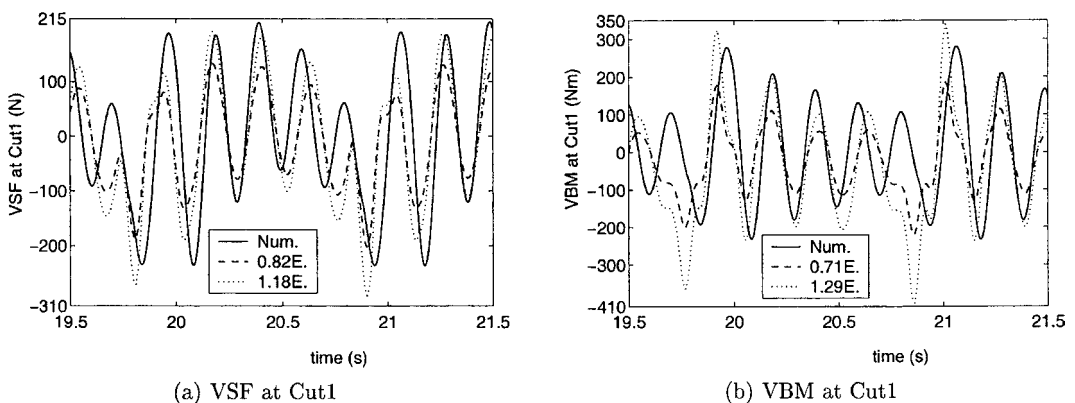 215
100
0
−100
−200
−310
VSF at Cut1 (N)
Num.
0.82E.
1.18E.
19.5 20 20.5 21 21.5
time (s)
(a) VSF at Cut1
350
300
200
100
0
−100
−200
−300
−410
VBM at Cut1 (Nm)
Num.
0.71E.
1.29E.
19.5 20 20.5 21 21.5
time (s)
(b) VBM at Cut1